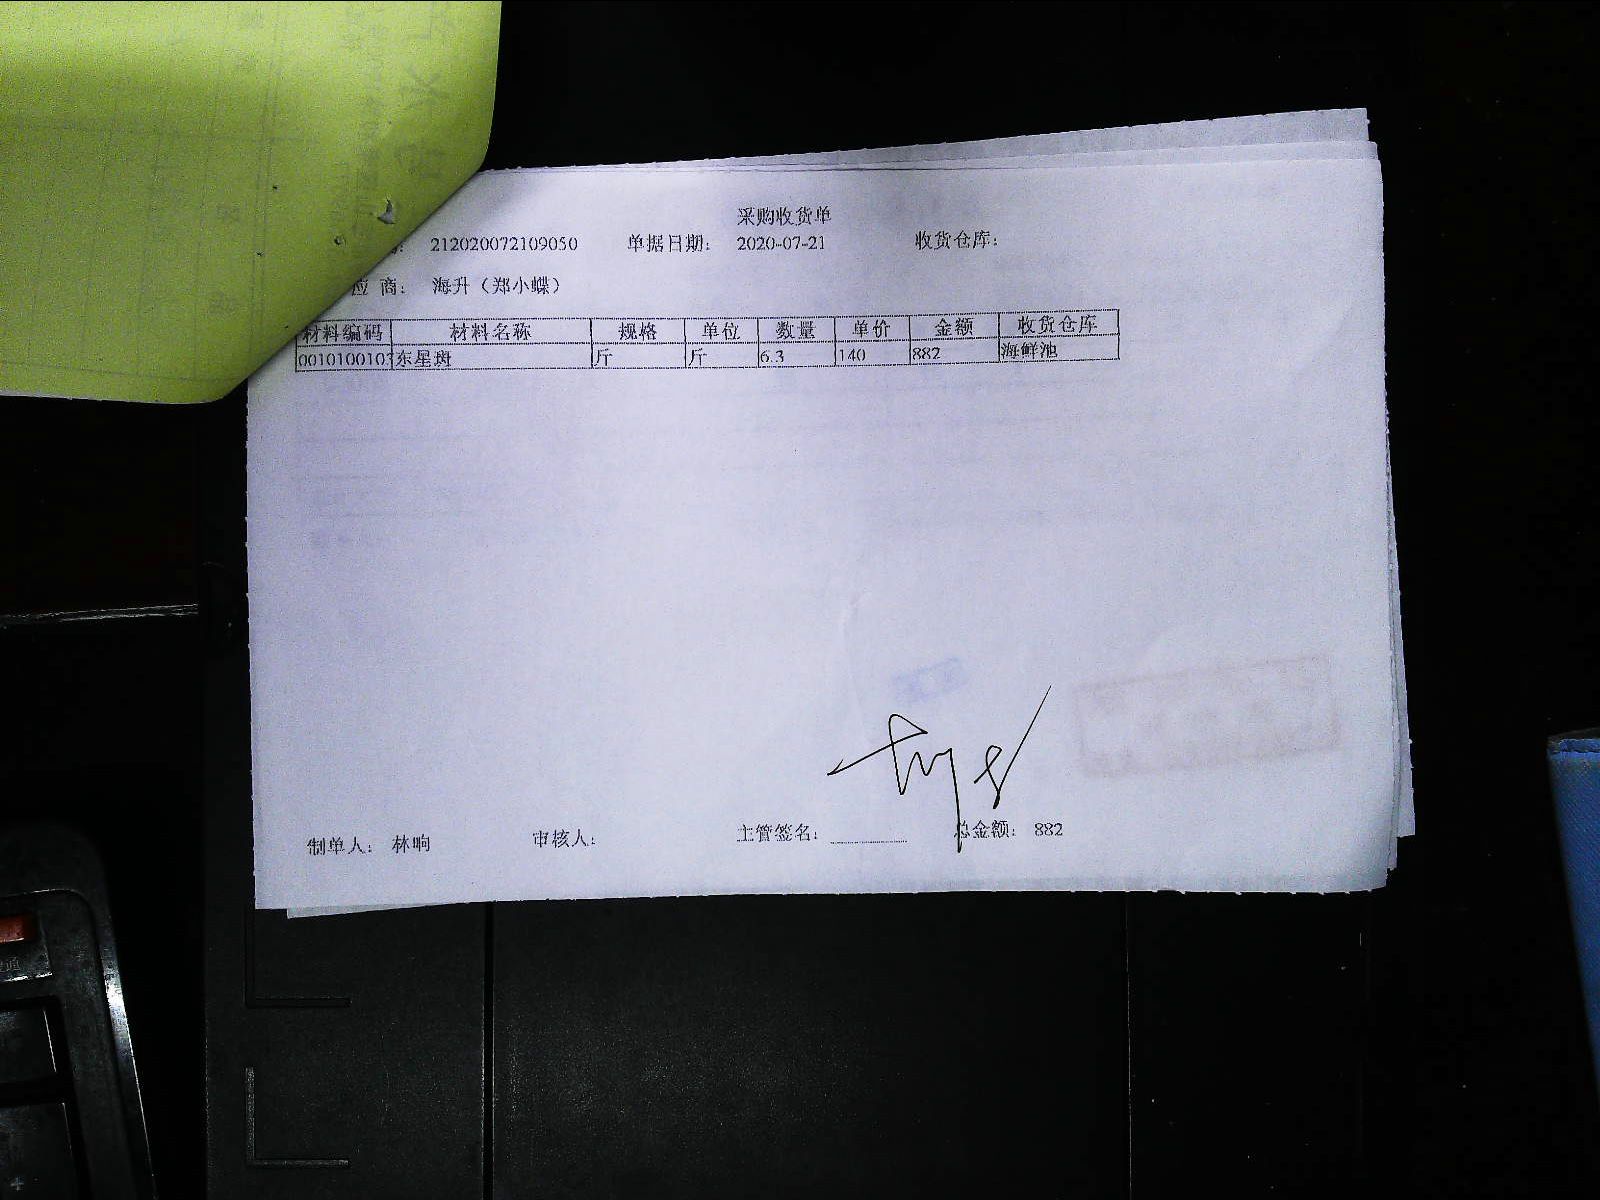 采购收货单
212020072109050 单据日期: 2020-07-21 收货仓库:
应 商: 海升（郑小蝶）
材料编码 材料名称 规格 单位 数量 单价 金额 收货仓库
0010100103 东星斑 斤 斤 6.3 140 882 海鲜池
制单人: 林晌 审核人: 主管签名: 总金额: 882